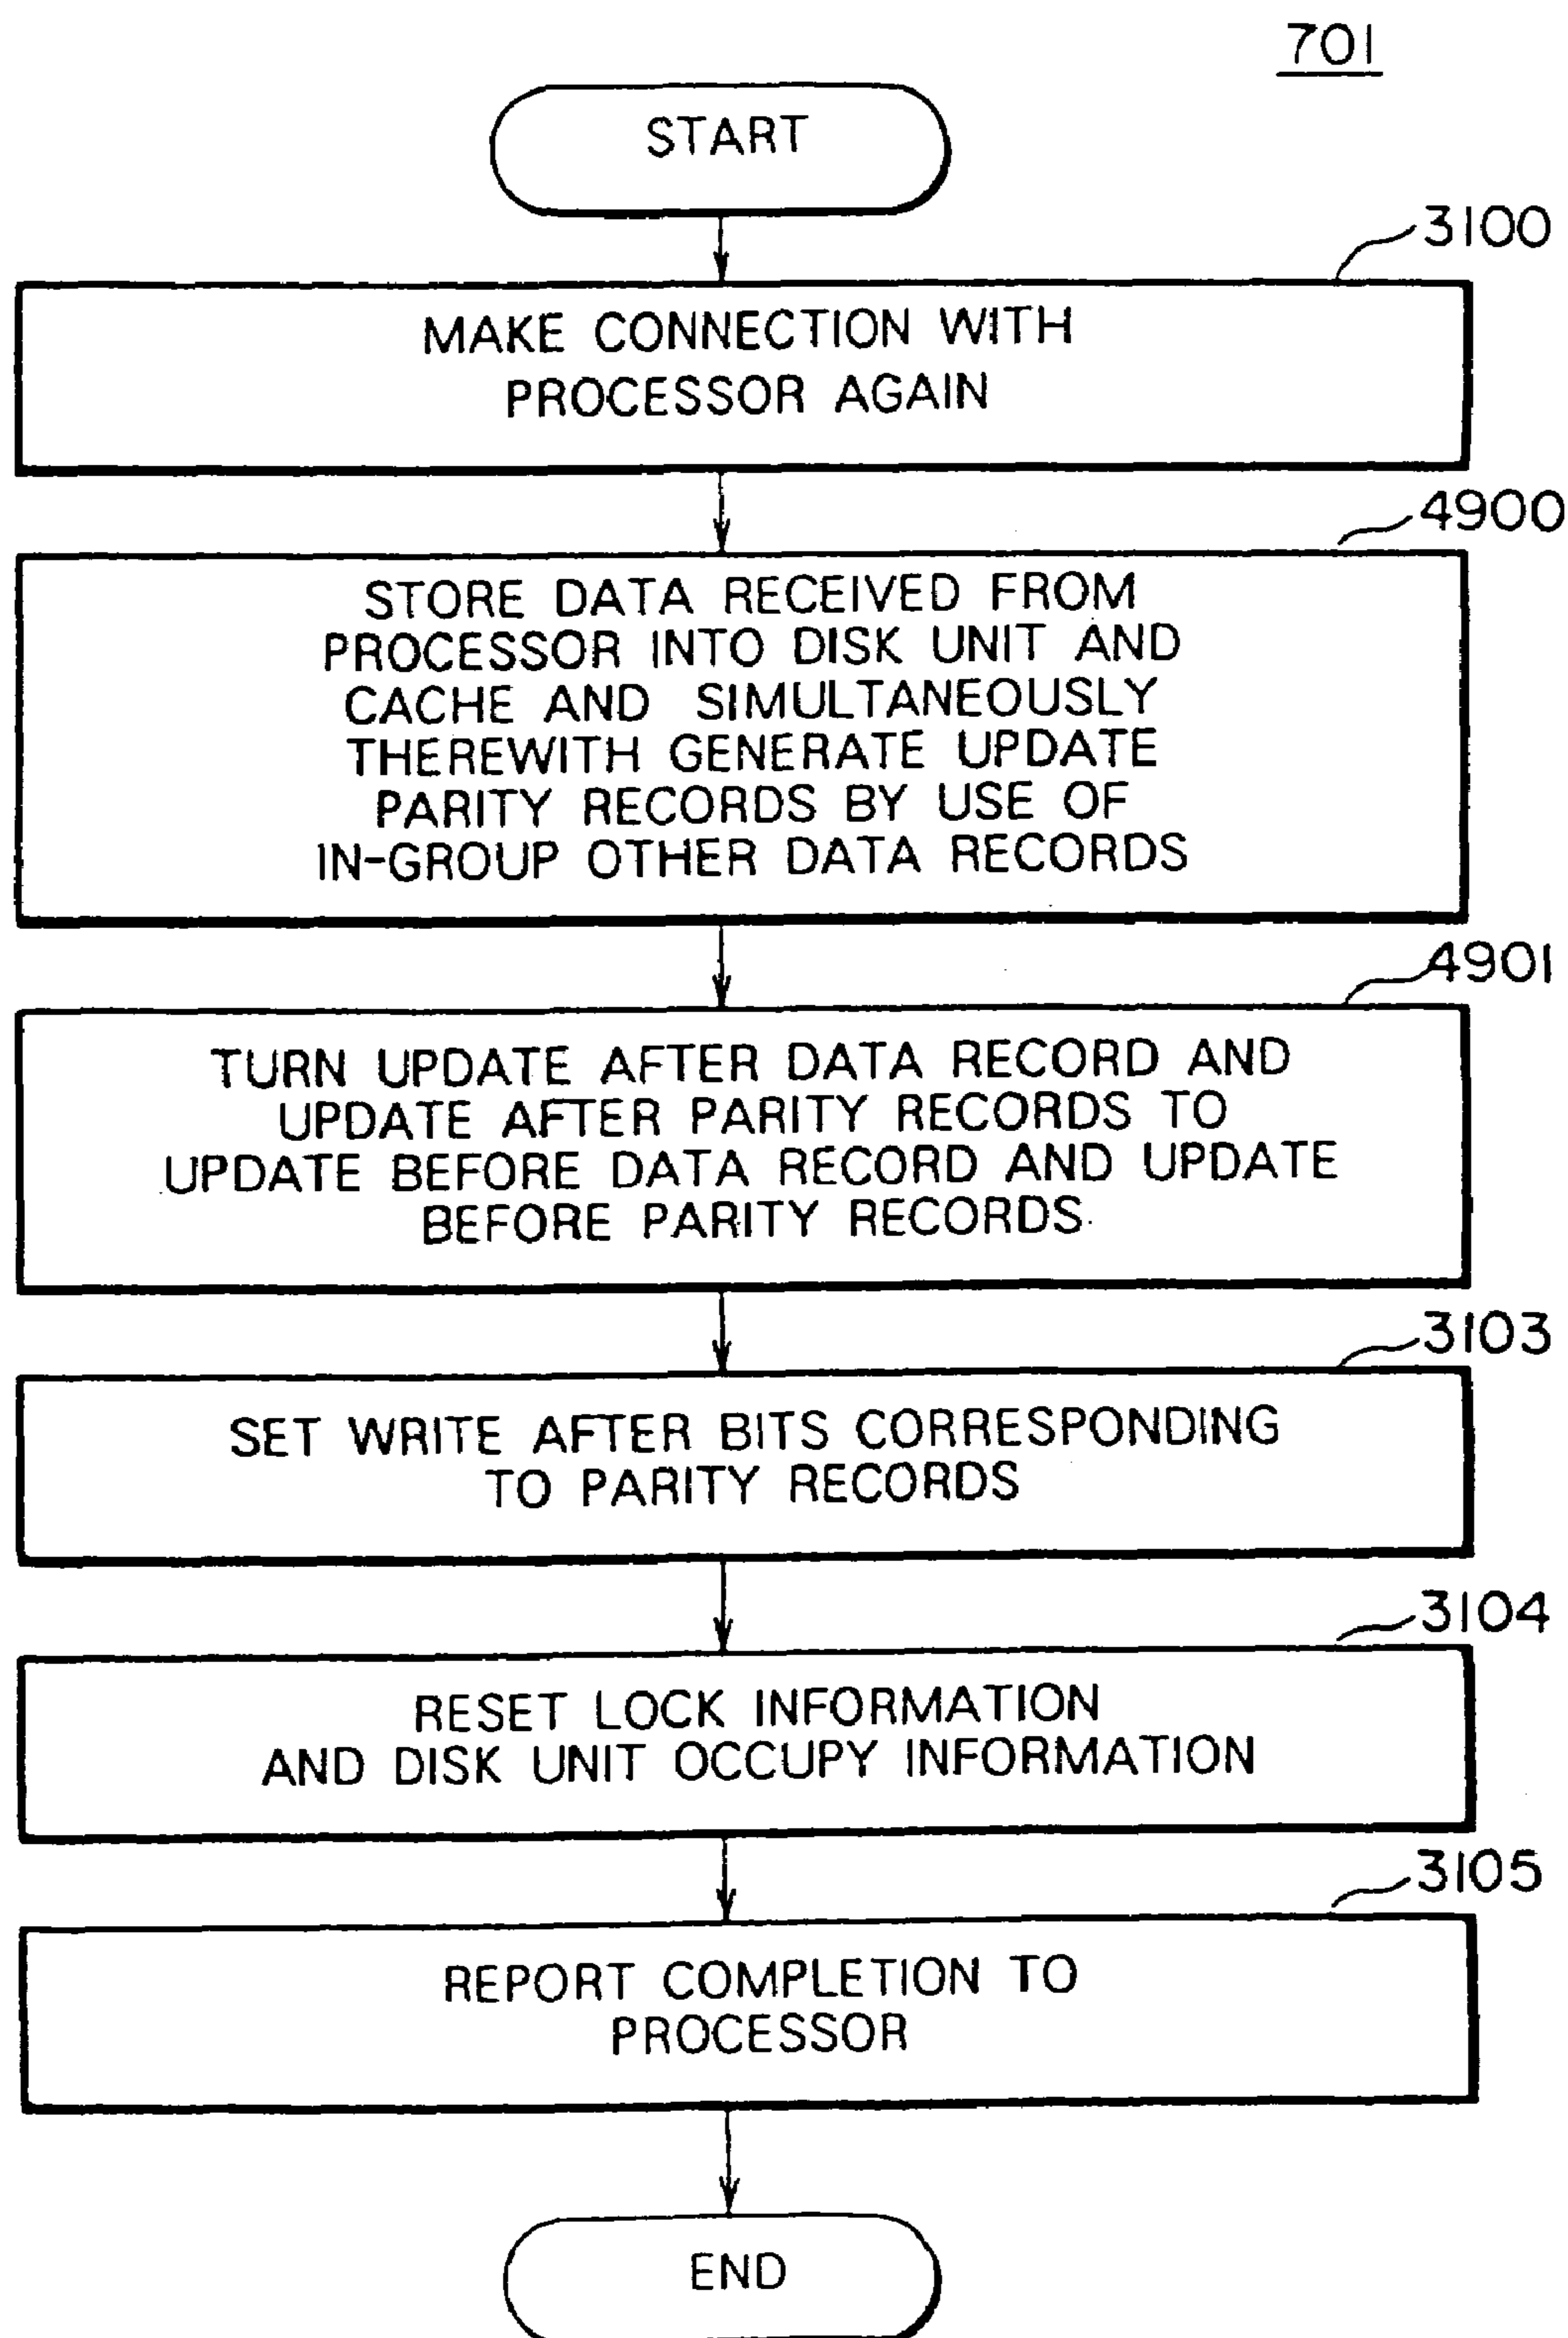 701
START
3100
MAKE CONNECTION WITH
PROCESSOR AGAIN
4900
STORE DATA RECEIVED FROM
PROCESSOR INTO DISK UNIT AND
CACHE AND SIMULTANEOUSLY
THEREWITH GENERATE UPDATE
PARITY RECORDS BY USE OF
IN-GROUP OTHER DATA RECORDS
4901
TURN UPDATE AFTER DATA RECORD AND
UPDATE AFTER PARITY RECORDS TO
UPDATE BEFORE DATA RECORD AND UPDATE
BEFORE PARITY RECORDS
3103
SET WRITE AFTER BITS CORRESPONDING
TO PARITY RECORDS
3104
RESET LOCK INFORMATION
AND DISK UNIT OCCUPY INFORMATION
3105
REPORT COMPLETION TO
PROCESSOR
END